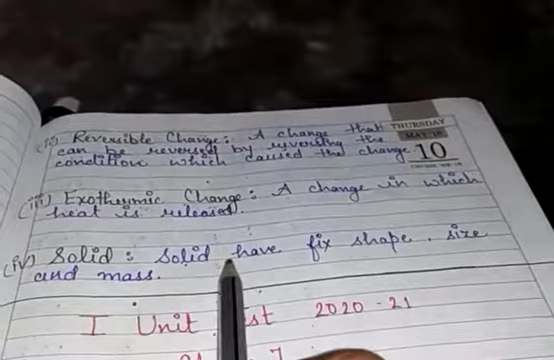 (ii) Reversible Change:- A change that
can be reversed by reversing the
condition which caused the change
THURSDAY
MAY'18
10
(iii) Exothermic Change: A change in which
heat is released.
(iv) Solid: Solid have fix shape, size
and mass.
I Unit st 2020-21